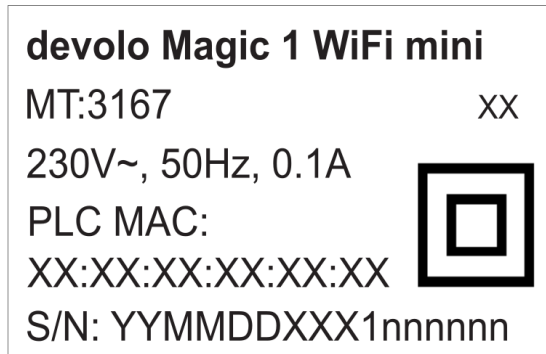 devolo Magic 1 WiFi mini
MT:3167 XX
230V~, 50Hz, 0.1A
PLC MAC:
XX:XX:XX:XX:XX:XX
S/N: YYMMDDXXX1nnnnnn